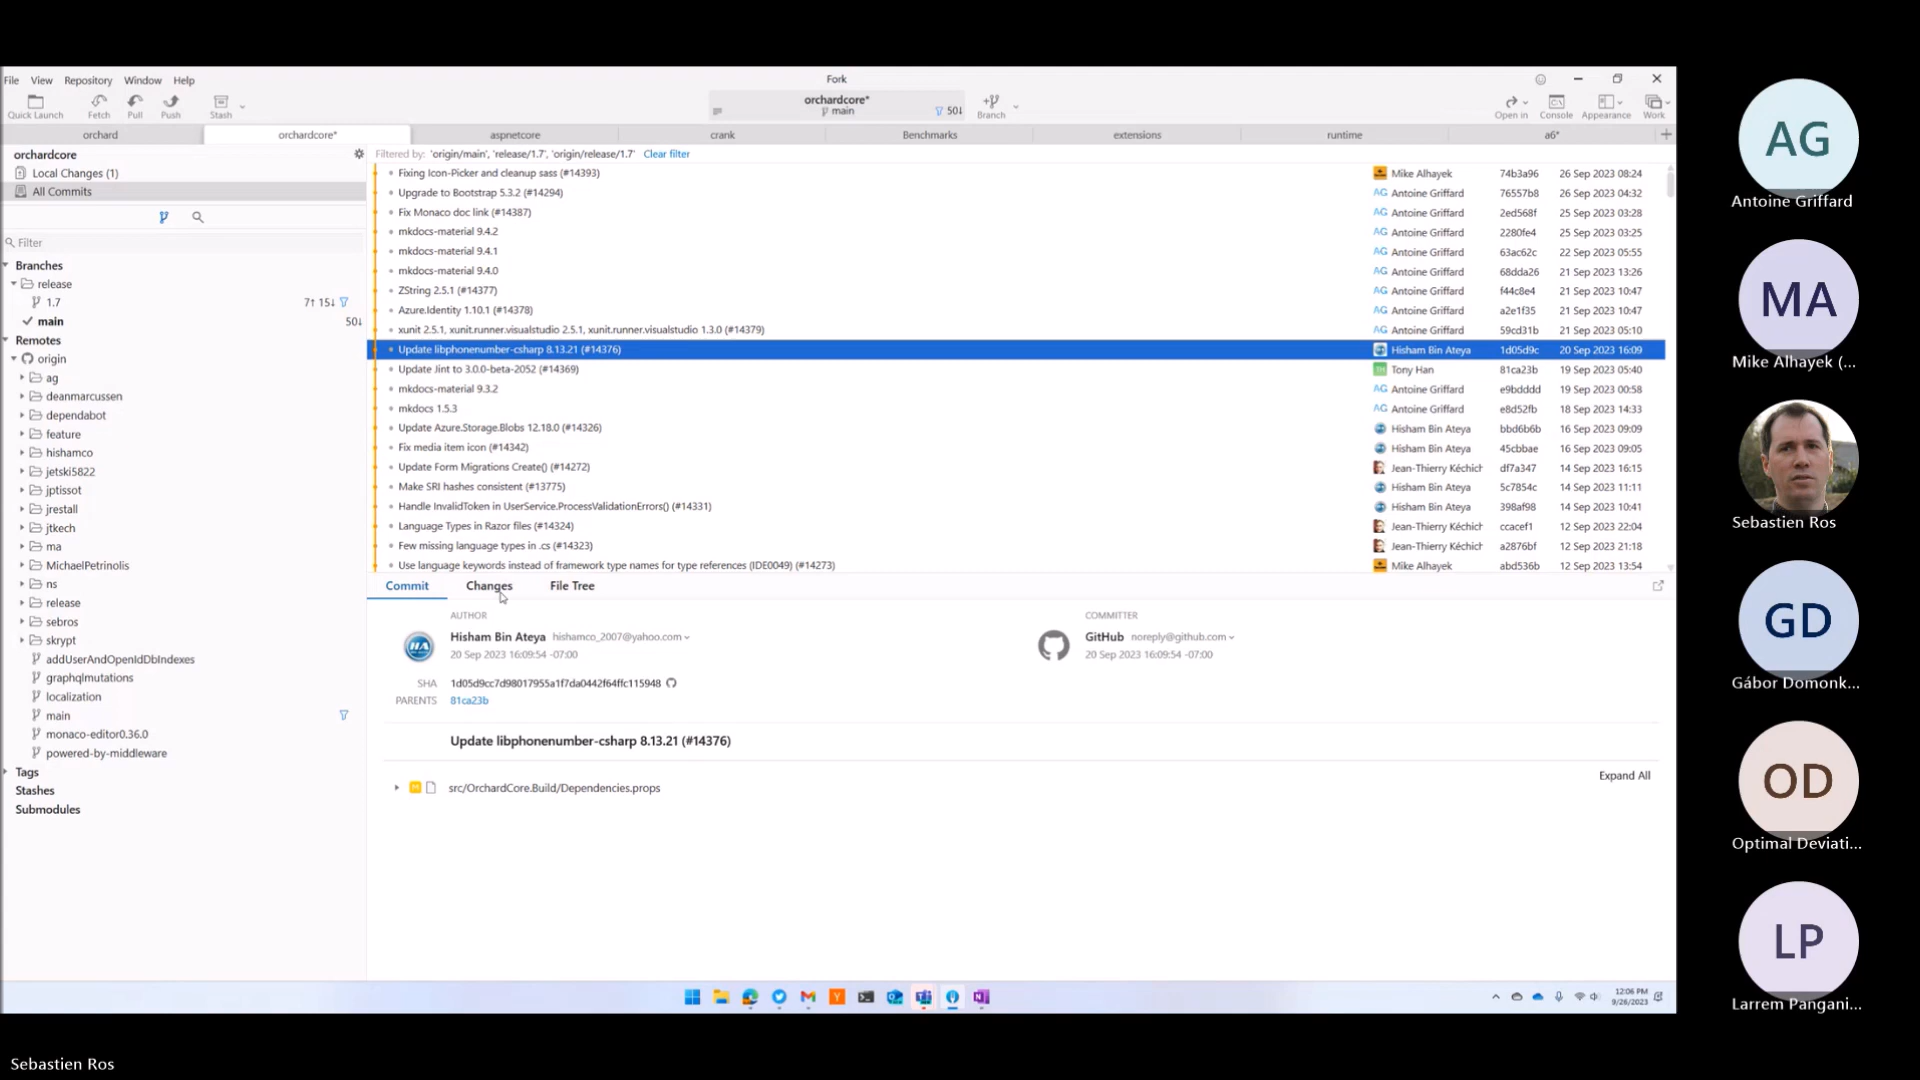 File View Repository Window Help
Fork
Quick Launch Fetch Pull Push Stash
orchardcore*
main
50↓
Branch
Open in Console Appearance Work
orchard orchardcore* aspnetcore crank Benchmarks extensions runtime a6*
orchardcore
Local Changes (1)
All Commits
Filter
Branches
release
1.7 7↑ 15↓
main 50↓
Remotes
origin
ag
deanmarcussen
dependabot
feature
hishamco
jetski5822
jptissot
jrestall
jtkech
ma
MichaelPetrinolis
ns
release
sebros
skrypt
addUserAndOpenIdDbIndexes
graphqlmutations
localization
main
monaco-editor0.36.0
powered-by-middleware
Tags
Stashes
Submodules
Filtered by: 'origin/main', 'release/1.7', 'origin/release/1.7' Clear filter
Fixing Icon-Picker and cleanup sass (#14393) Mike Alhayek 74b3a96 26 Sep 2023 08:24
Upgrade to Bootstrap 5.3.2 (#14294) AG Antoine Griffard 76557b8 26 Sep 2023 04:32
Fix Monaco doc link (#14387) AG Antoine Griffard 2ed568f 25 Sep 2023 03:28
mkdocs-material 9.4.2 AG Antoine Griffard 2280fe4 25 Sep 2023 03:25
mkdocs-material 9.4.1 AG Antoine Griffard 63ac62c 22 Sep 2023 05:55
mkdocs-material 9.4.0 AG Antoine Griffard 68dda26 21 Sep 2023 13:26
ZString 2.5.1 (#14377) AG Antoine Griffard f44c8e4 21 Sep 2023 10:47
Azure.Identity 1.10.1 (#14378) AG Antoine Griffard a2e1f35 21 Sep 2023 10:47
xunit 2.5.1, xunit.runner.visualstudio 2.5.1, xunit.runner.visualstudio 1.3.0 (#14379) AG Antoine Griffard 59cd31b 21 Sep 2023 05:10
Update libphonenumber-csharp 8.13.21 (#14376) Hisham Bin Ateya 1d05d9c 20 Sep 2023 16:09
Update Jint to 3.0.0-beta-2052 (#14369) TH Tony Han 81ca23b 19 Sep 2023 05:40
mkdocs-material 9.3.2 AG Antoine Griffard e9bdddd 19 Sep 2023 00:58
mkdocs 1.5.3 AG Antoine Griffard e8d52fb 18 Sep 2023 14:33
Update Azure.Storage.Blobs 12.18.0 (#14326) Hisham Bin Ateya bbd6b6b 16 Sep 2023 09:09
Fix media item icon (#14342) Hisham Bin Ateya 45cbbae 16 Sep 2023 09:05
Update Form Migrations Create() (#14272) Jean-Thierry Kéchich df7a347 14 Sep 2023 16:15
Make SRI hashes consistent (#13775) Hisham Bin Ateya 5c7854c 14 Sep 2023 11:11
Handle InvalidToken in UserService.ProcessValidationErrors() (#14331) Hisham Bin Ateya 398af98 14 Sep 2023 10:41
Language Types in Razor files (#14324) Jean-Thierry Kéchich ccacef1 12 Sep 2023 22:04
Few missing language types in .cs (#14323) Jean-Thierry Kéchich a2876bf 12 Sep 2023 21:18
Use language keywords instead of framework type names for type references (IDE0049) (#14273) Mike Alhayek abd536b 12 Sep 2023 13:54
Commit Changes File Tree
AUTHOR
Hisham Bin Ateya hishamco_2007@yahoo.com
20 Sep 2023 16:09:54 -07:00
COMMITTER
GitHub noreply@github.com
20 Sep 2023 16:09:54 -07:00
SHA 1d05d9cc7d98017955a1f7da0442f64ffc115948
PARENTS 81ca23b
Update libphonenumber-csharp 8.13.21 (#14376)
Expand All
src/OrchardCore.Build/Dependencies.props
12:06 PM
9/26/2023
AG
Antoine Griffard
MA
Mike Alhayek (...
Sebastien Ros
GD
Gábor Domonk...
OD
Optimal Deviati...
LP
Larrem Pangani...
Sebastien Ros